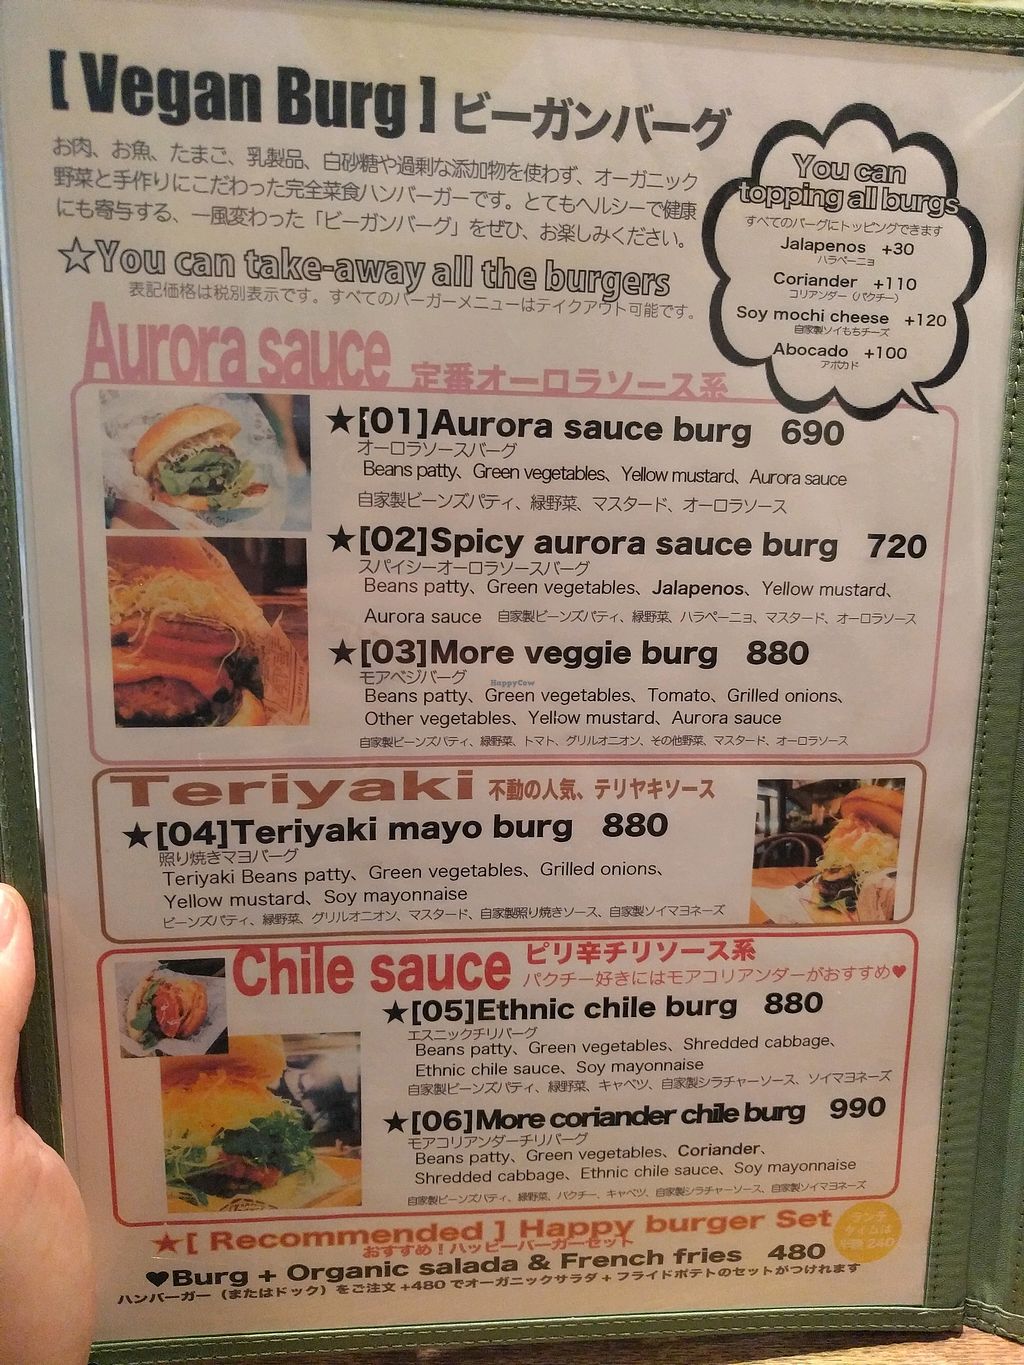 [ Vegan Burg ] ビーガンバーグ
お肉、お魚、たまご、乳製品、白砂糖や過剰な添加物を使わず、オーガニック
野菜と手作りにこだわった完全菜食ハンバーガーです。とてもヘルシーで健康
にも寄与する、一風変わった「ビーガンバーグ」をぜひ、お楽しみください。
☆You can take-away all the burgers
表記価格は税別表示です。すべてのバーガーメニューはテイクアウト可能です。
You can
topping all burgs
すべてのバーグにトッピングできます
Jalapenos +30
ハラペーニョ
Coriander +110
コリアンダー（パクチー）
Soy mochi cheese +120
自家製ソイもちチーズ
Abocado +100
アボカド
Aurora sauce 定番オーロラソース系
★[01]Aurora sauce burg 690
オーロラソースバーグ
Beans patty、Green vegetables、Yellow mustard、Aurora sauce
自家製ビーンズパティ、緑野菜、マスタード、オーロラソース
★[02]Spicy aurora sauce burg 720
スパイシーオーロラソースバーグ
Beans patty、Green vegetables、Jalapenos、Yellow mustard、
Aurora sauce 自家製ビーンズパティ、緑野菜、ハラペーニョ、マスタード、オーロラソース
★[03]More veggie burg 880
モアベジバーグ
HappyCow
Beans patty、Green vegetables、Tomato、Grilled onions、
Other vegetables、Yellow mustard、Aurora sauce
自家製ビーンズパティ、緑野菜、トマト、グリルオニオン、その他野菜、マスタード、オーロラソース
Teriyaki 不動の人気、テリヤキソース
★[04]Teriyaki mayo burg 880
照り焼きマヨバーグ
Teriyaki Beans patty、Green vegetables、Grilled onions、
Yellow mustard、Soy mayonnaise
ビーンズパティ、緑野菜、グリルオニオン、マスタード、自家製照り焼きソース、自家製ソイマヨネーズ
Chile sauce ピリ辛チリソース系
パクチー好きにはモアコリアンダーがおすすめ♥
★[05]Ethnic chile burg 880
エスニックチリバーグ
Beans patty、Green vegetables、Shredded cabbage、
Ethnic chile sauce、Soy mayonnaise
自家製ビーンズパティ、緑野菜、キャベツ、自家製シラチャーソース、ソイマヨネーズ
★[06]More coriander chile burg 990
モアコリアンダーチリバーグ
Beans patty、Green vegetables、Coriander、
Shredded cabbage、Ethnic chile sauce、Soy mayonnaise
自家製ビーンズパティ、緑野菜、パクチー、キャベツ、自家製シラチャーソース、自家製ソイマヨネーズ
★[ Recommended ] Happy burger Set
おすすめ！ハッピーバーガーセット
ランチ
タイムは
半額 240
♥Burg + Organic salada & French fries 480
ハンバーガー（またはドック）をご注文 +480 でオーガニックサラダ + フライドポテトのセットがつけれます